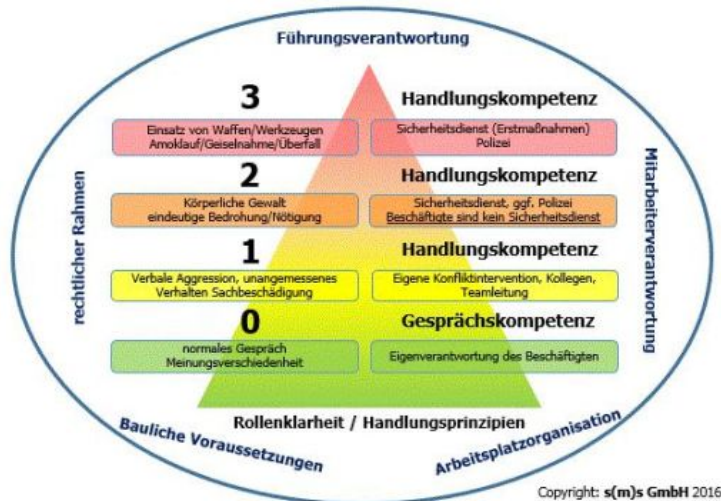 Führungsverantwortung
3
Handlungskompetenz
Einsatz von Waffen/Werkzeugen
Amoklauf/Geiselnahme/Überfall
Sicherheitsdienst (Erstmaßnahmen)
Polizei
2
Handlungskompetenz
Körperliche Gewalt
eindeutige Bedrohung/Nötigung
Sicherheitsdienst, ggf. Polizei
Beschäftigte sind kein Sicherheitsdienst
1
Handlungskompetenz
Verbale Aggression, unangemessenes
Verhalten Sachbeschädigung
Eigene Konfliktintervention, Kollegen,
Teamleitung
0
Gesprächskompetenz
normales Gespräch
Meinungsverschiedenheit
Eigenverantwortung des Beschäftigten
Rollenklarheit / Handlungsprinzipien
rechtlicher Rahmen
Mitarbeiterverantwortung
Bauliche Voraussetzungen
Arbeitsplatzorganisation
Copyright: s(m)s GmbH 2016